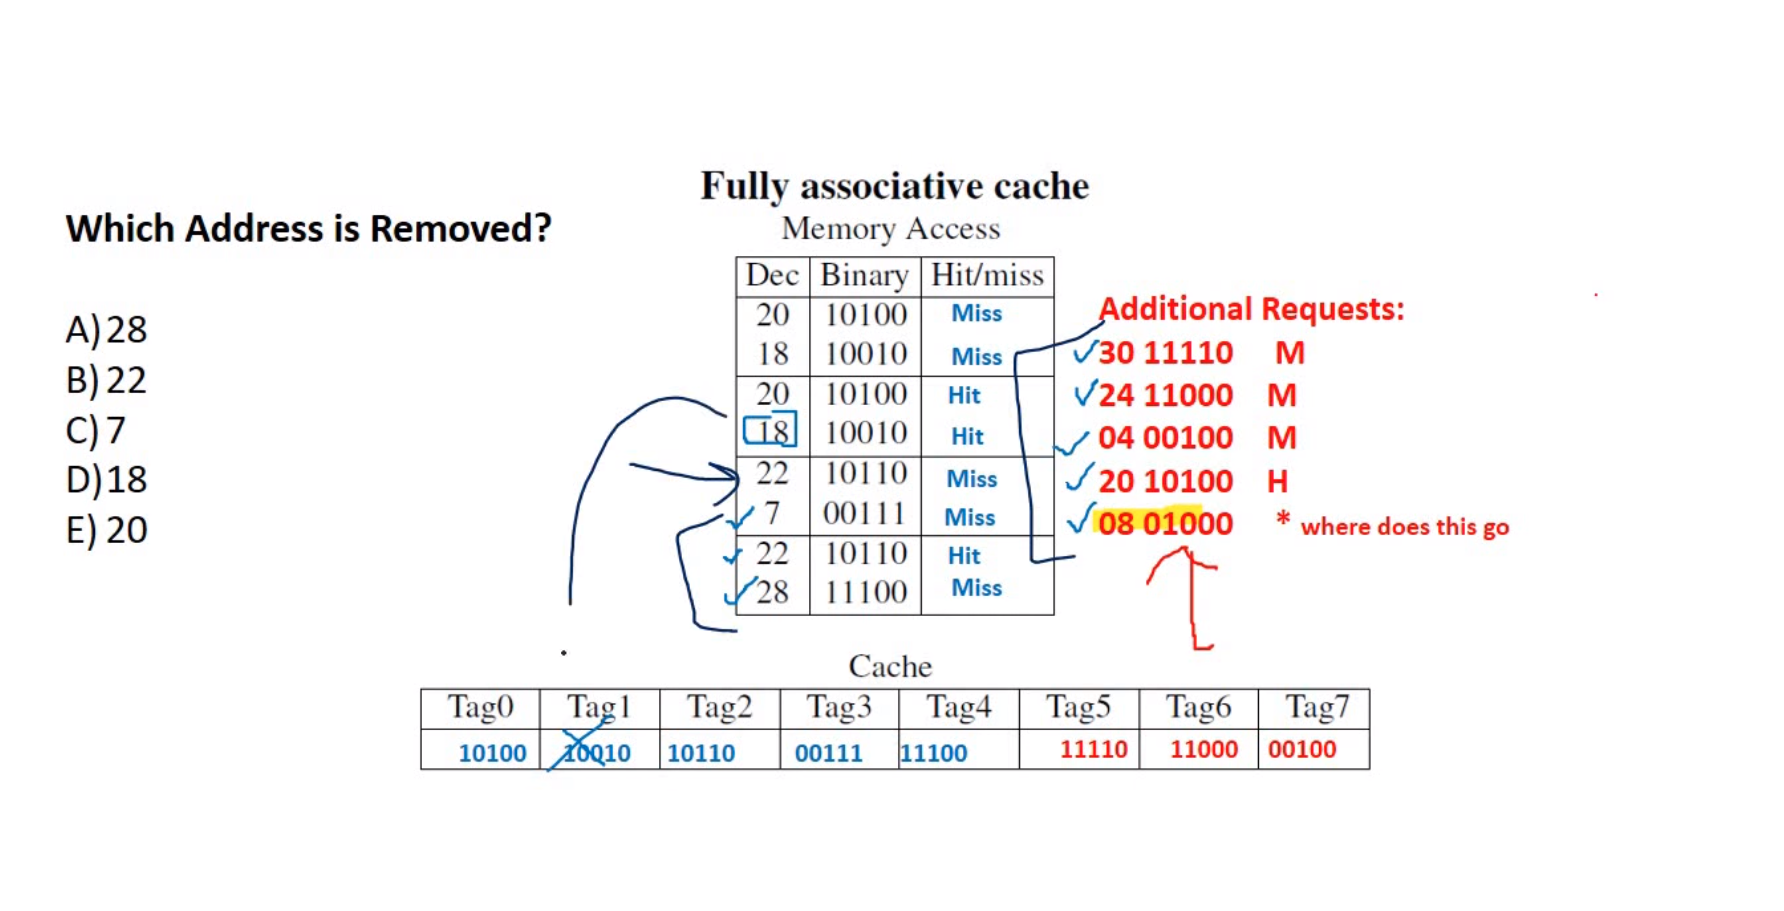 Which Address is Removed?
A) 28
B) 22
C) 7
D) 18
E) 20
Fully associative cache
Memory Access
Dec Binary Hit/miss
20 10100 Miss
18 10010 Miss
20 10100 Hit
18 10010 Hit
22 10110 Miss
7 00111 Miss
22 10110 Hit
28 11100 Miss
Additional Requests:
30 11110 M
24 11000 M
04 00100 M
20 10100 H
08 01000 * where does this go
Cache
Tag0 Tag1 Tag2 Tag3 Tag4 Tag5 Tag6 Tag7
10100 10010 10110 00111 11100 11110 11000 00100